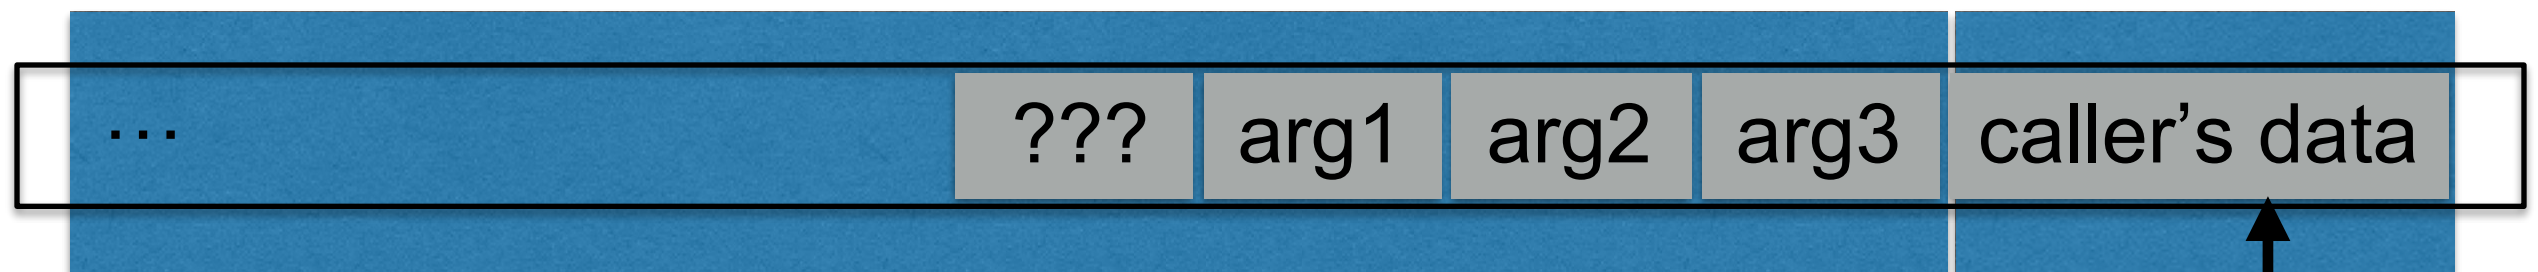 … ??? arg1 arg2 arg3 caller’s data